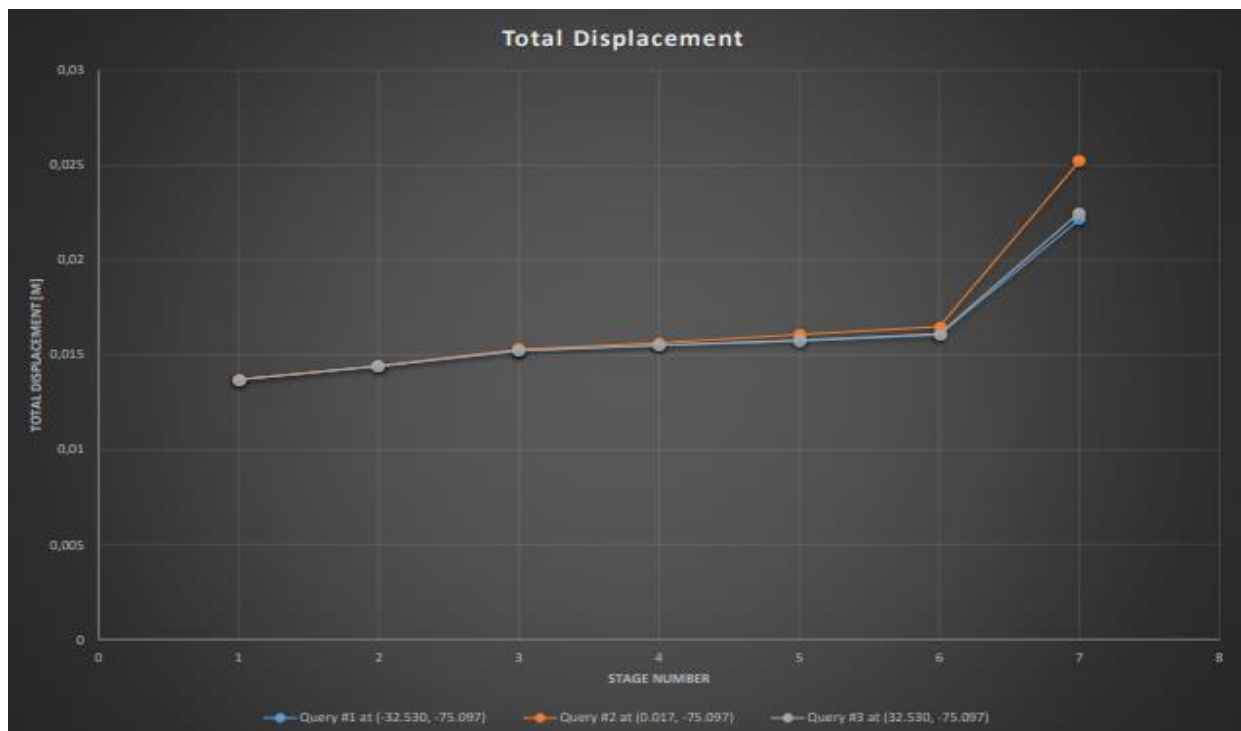 Total Displacement
0,03
0,025
0,02
0,015
0,01
0,005
0
TOTAL DISPLACEMENT [M]
0 1 2 3 4 5 6 7 8
STAGE NUMBER
Query #1 at (-32.530, -75.097) Query #2 at (0.017, -75.097) Query #3 at (32.530, -75.097)